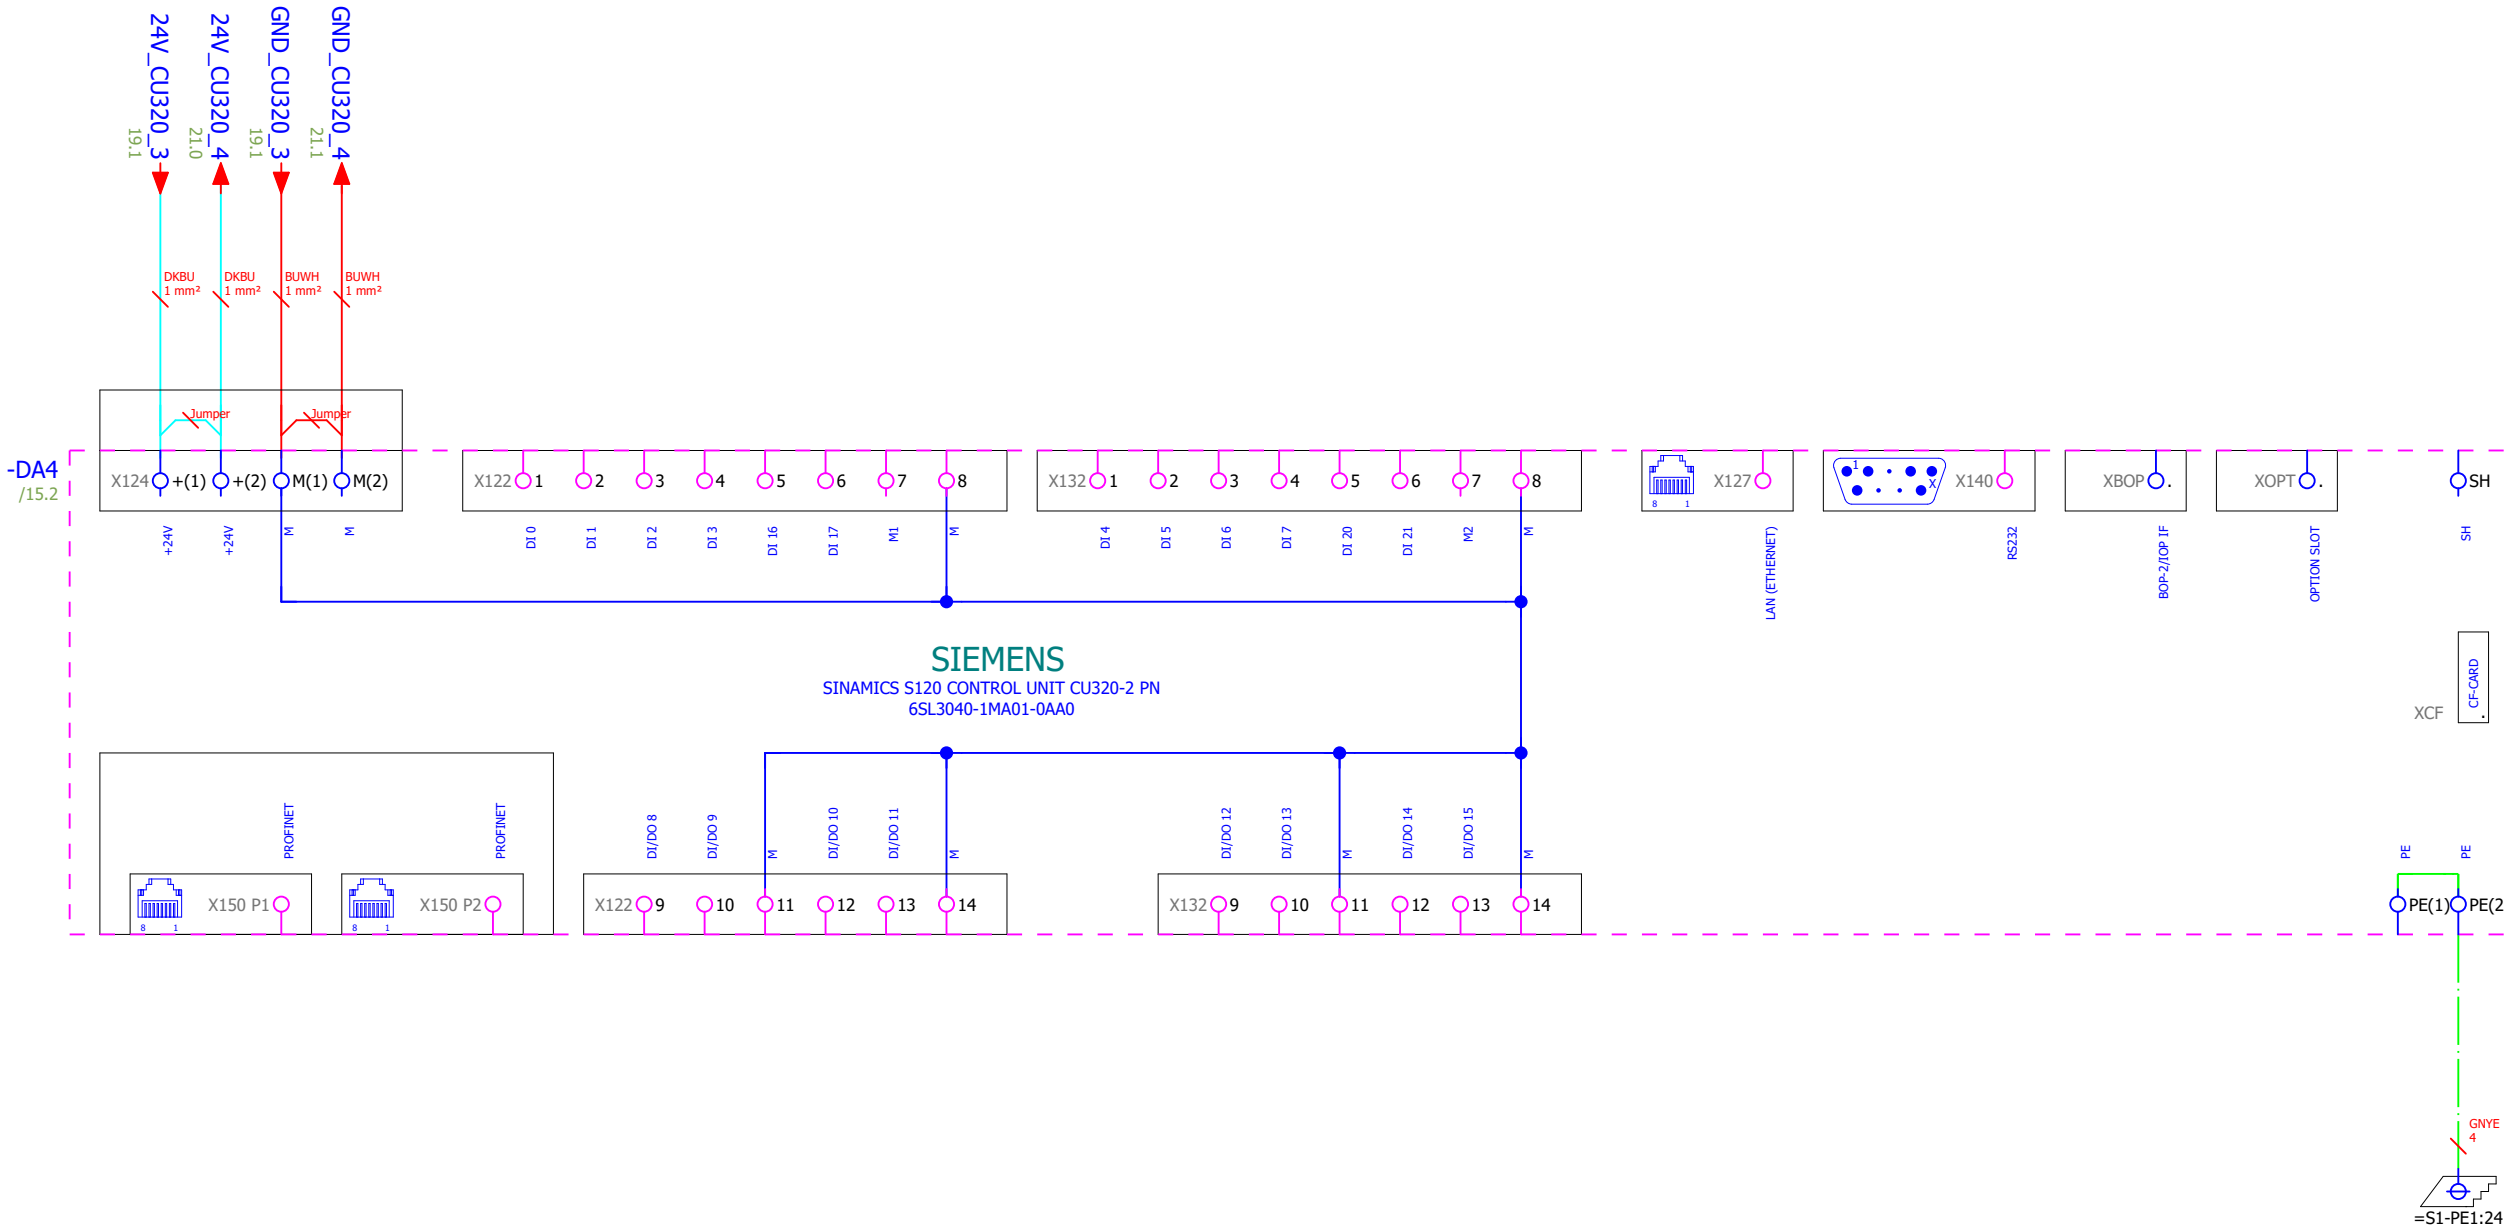 24V_CU320_3
19.1
24V_CU320_4
21.0
GND_CU320_3
19.1
GND_CU320_4
21.1
DKBU
1 mm²
DKBU
1 mm²
BUWH
1 mm²
BUWH
1 mm²
Jumper
Jumper
-DA4
/15.2
X124 +(1) +(2) M(1) M(2)
+24V
+24V
M
M
X122 1 2 3 4 5 6 7 8
DI 0
DI 1
DI 2
DI 3
DI 16
DI 17
M1
M
X132 1 2 3 4 5 6 7 8
DI 4
DI 5
DI 6
DI 7
DI 20
DI 21
M2
M
8 1
X127
LAN (ETHERNET)
1
X
X140
RS232
XBOP .
BOP-2/IOP IF
XOPT .
OPTION SLOT
SH
SH
SIEMENS
SINAMICS S120 CONTROL UNIT CU320-2 PN
6SL3040-1MA01-0AA0
XCF
CF-CARD
.
PROFINET
PROFINET
8 1
X150 P1
8 1
X150 P2
DI/DO 8
DI/DO 9
M
DI/DO 10
DI/DO 11
M
X122 9 10 11 12 13 14
DI/DO 12
DI/DO 13
M
DI/DO 14
DI/DO 15
M
X132 9 10 11 12 13 14
PE
PE
PE(1) PE(2
GNYE
4
=S1-PE1:24